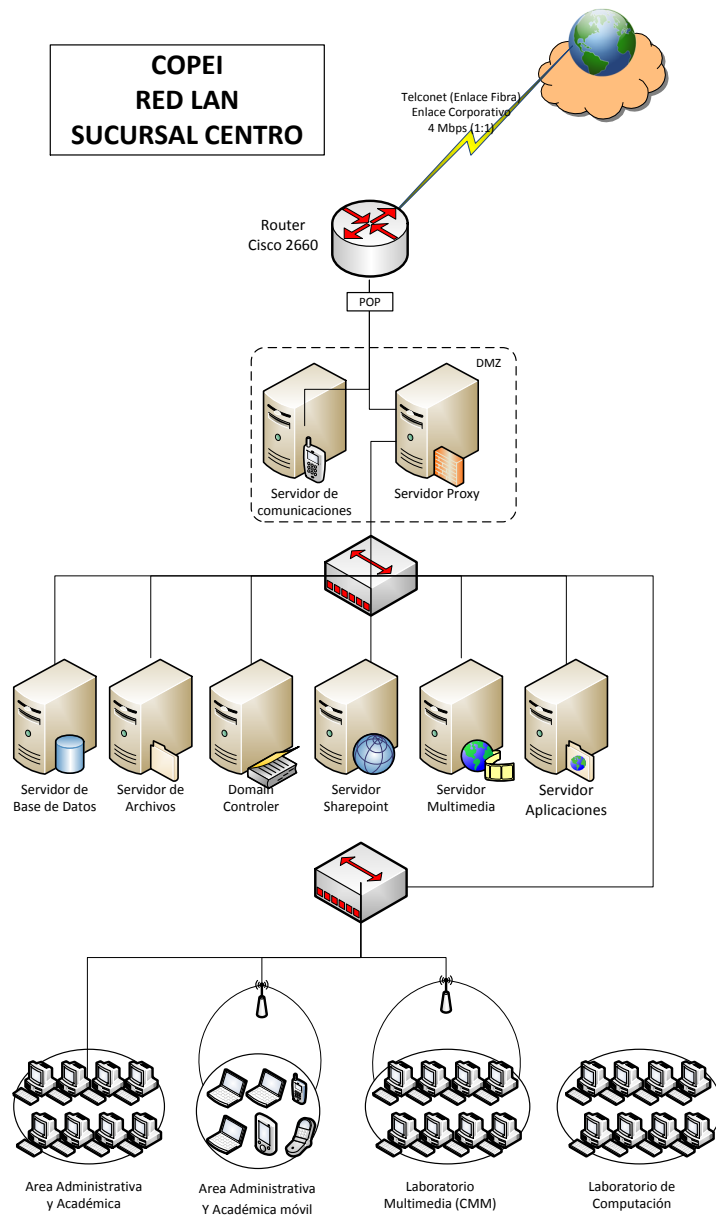 COPEI
RED LAN
SUCURSAL CENTRO
Telconet (Enlace Fibra)
Enlace Corporativo
4 Mbps (1:1)
Router
Cisco 2660
POP
DMZ
Servidor de
comunicaciones
Servidor Proxy
Servidor de
Base de Datos
Servidor de
Archivos
Domain
Controler
Servidor
Sharepoint
Servidor
Multimedia
Servidor
Aplicaciones
Area Administrativa
y Académica
Area Administrativa
Y Académica móvil
Laboratorio
Multimedia (CMM)
Laboratorio de
Computación